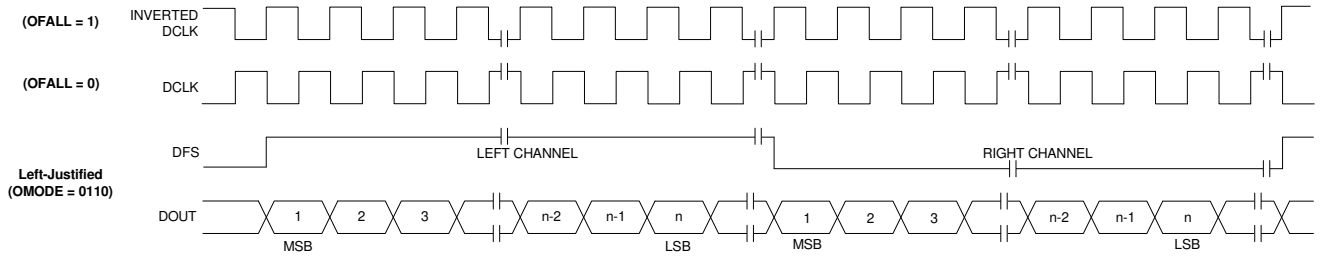 (OFALL = 1)
INVERTED
DCLK
(OFALL = 0)
DCLK
DFS
LEFT CHANNEL
RIGHT CHANNEL
Left-Justified
(OMODE = 0110)
DOUT
1 2 3 n-2 n-1 n 1 2 3 n-2 n-1 n
MSB LSB MSB LSB